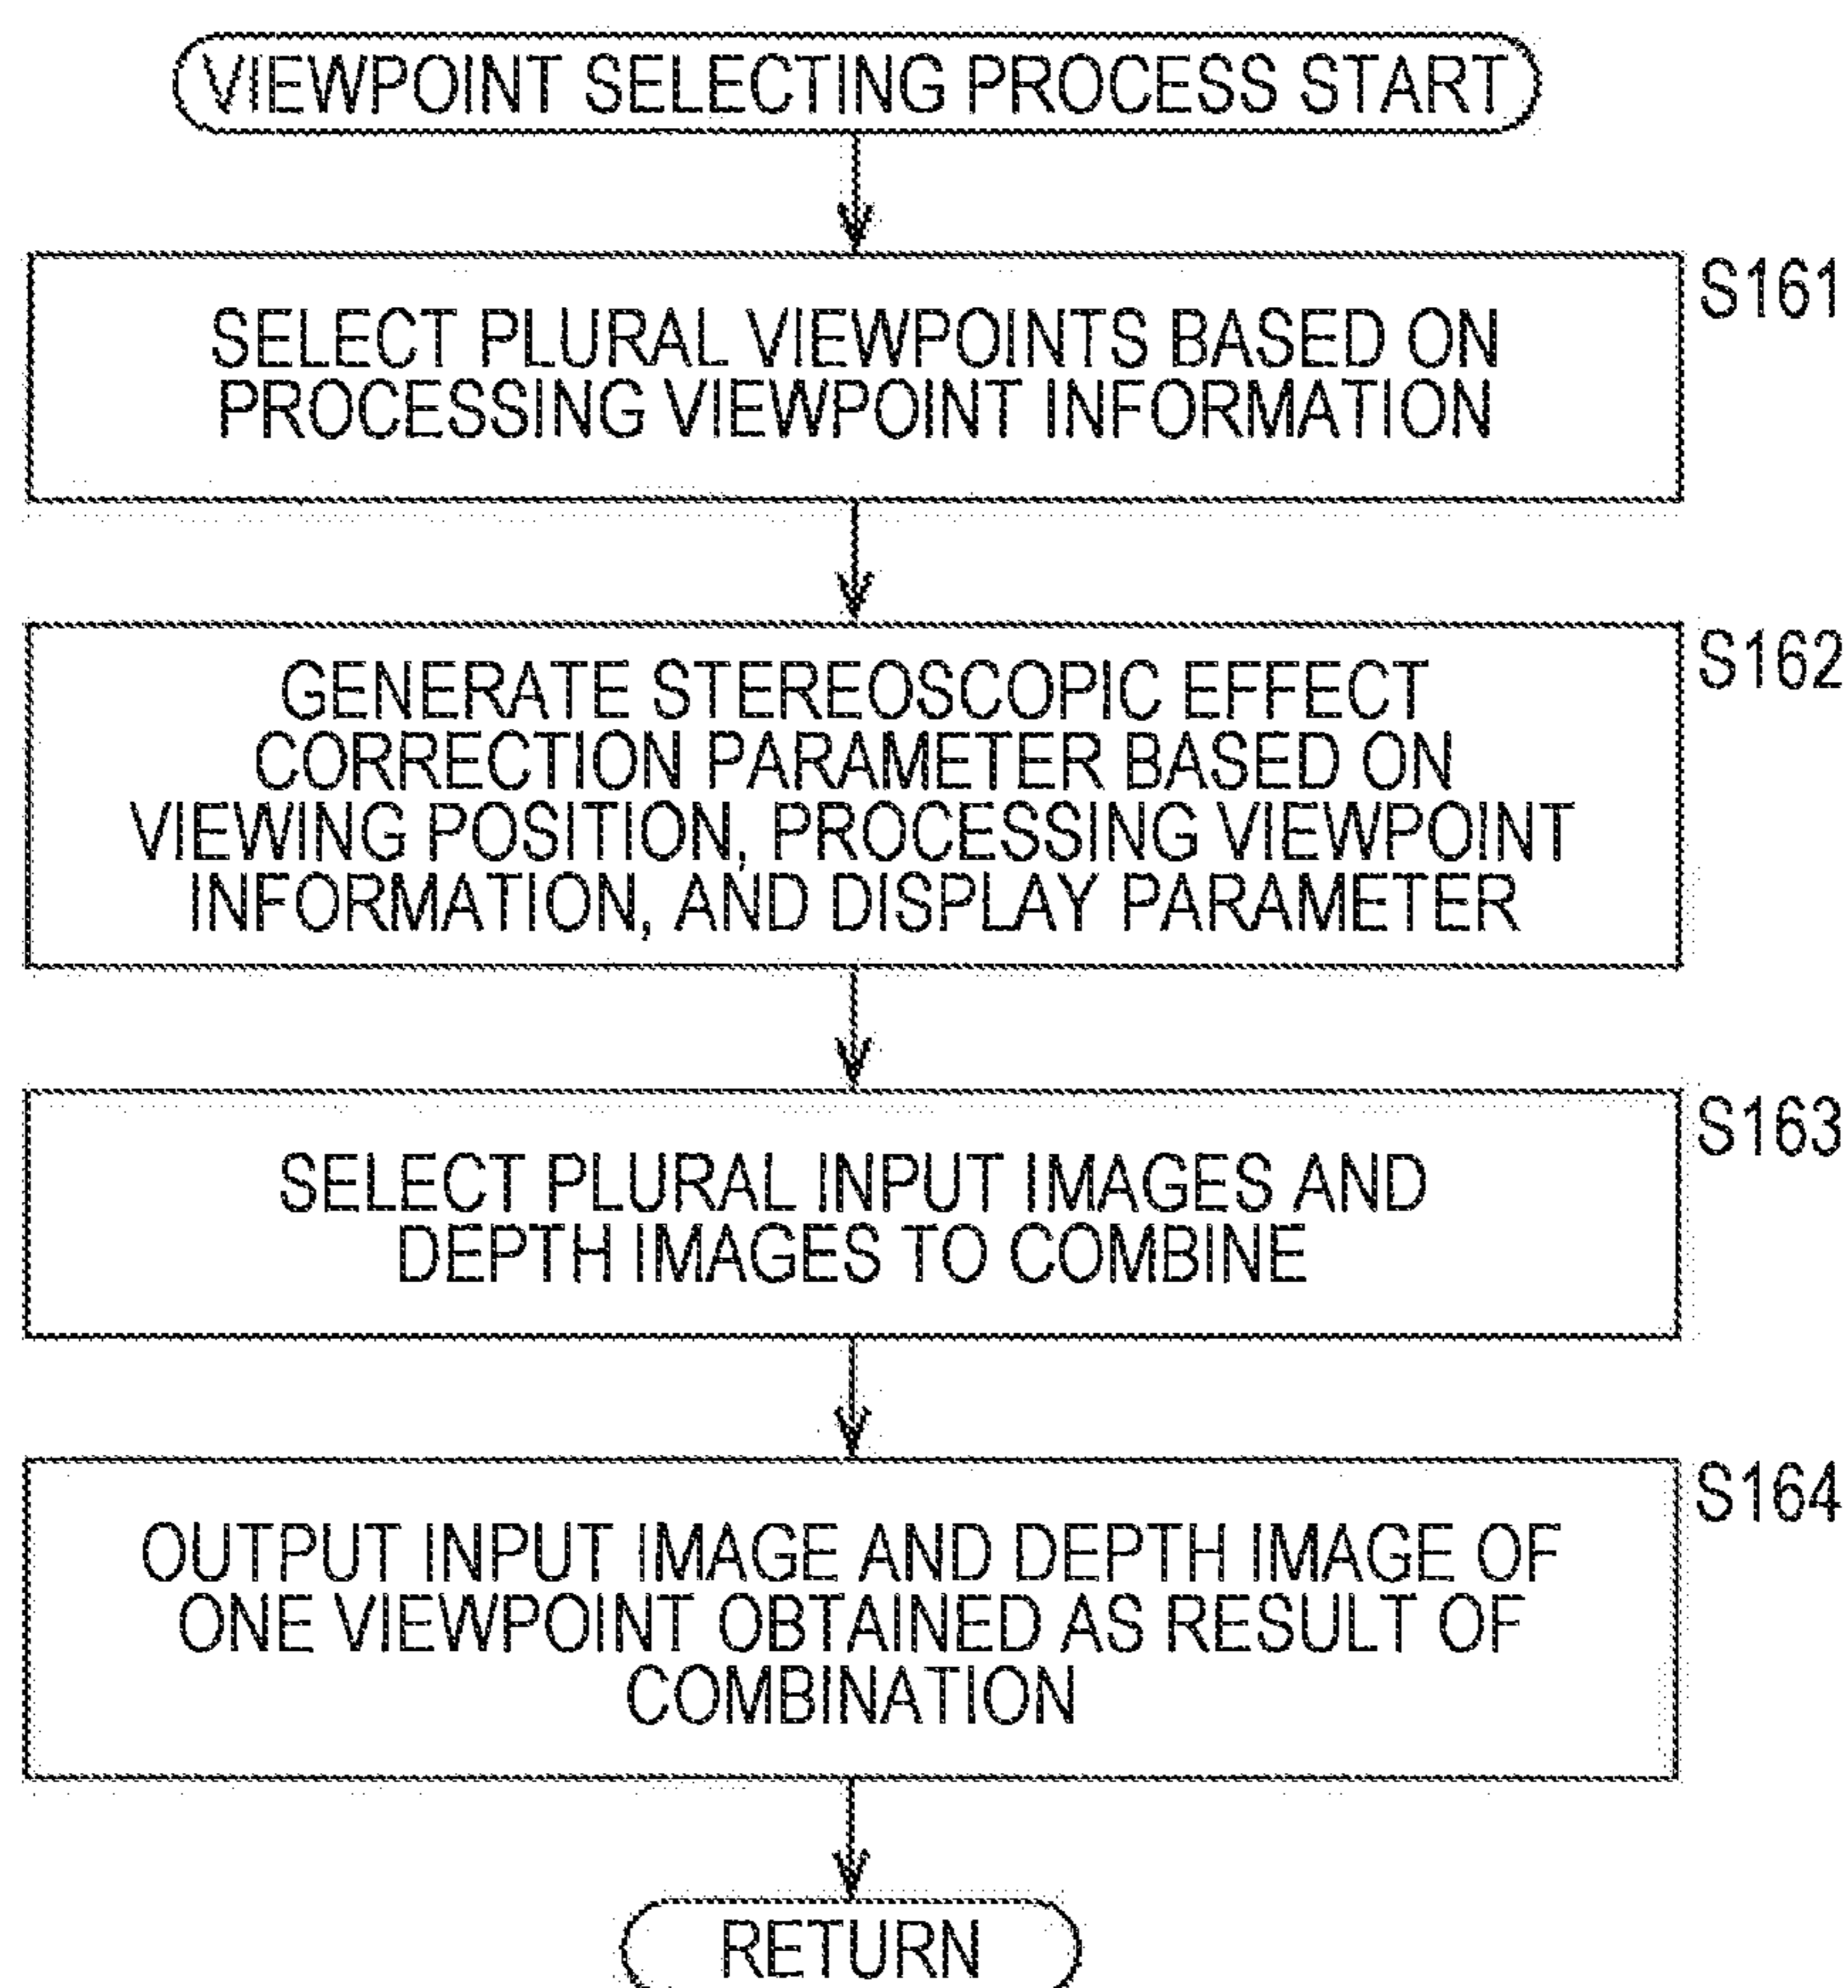 VIEWPOINT SELECTING PROCESS START
S161
SELECT PLURAL VIEWPOINTS BASED ON
PROCESSING VIEWPOINT INFORMATION
S162
GENERATE STEREOSCOPIC EFFECT
CORRECTION PARAMETER BASED ON
VIEWING POSITION, PROCESSING VIEWPOINT
INFORMATION, AND DISPLAY PARAMETER
S163
SELECT PLURAL INPUT IMAGES AND
DEPTH IMAGES TO COMBINE
S164
OUTPUT INPUT IMAGE AND DEPTH IMAGE OF
ONE VIEWPOINT OBTAINED AS RESULT OF
COMBINATION
RETURN